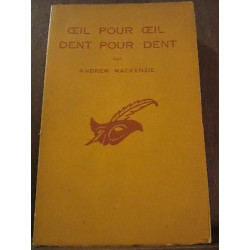 ŒIL POUR ŒIL
DENT POUR DENT
PAR
ANDREW MACKENZIE